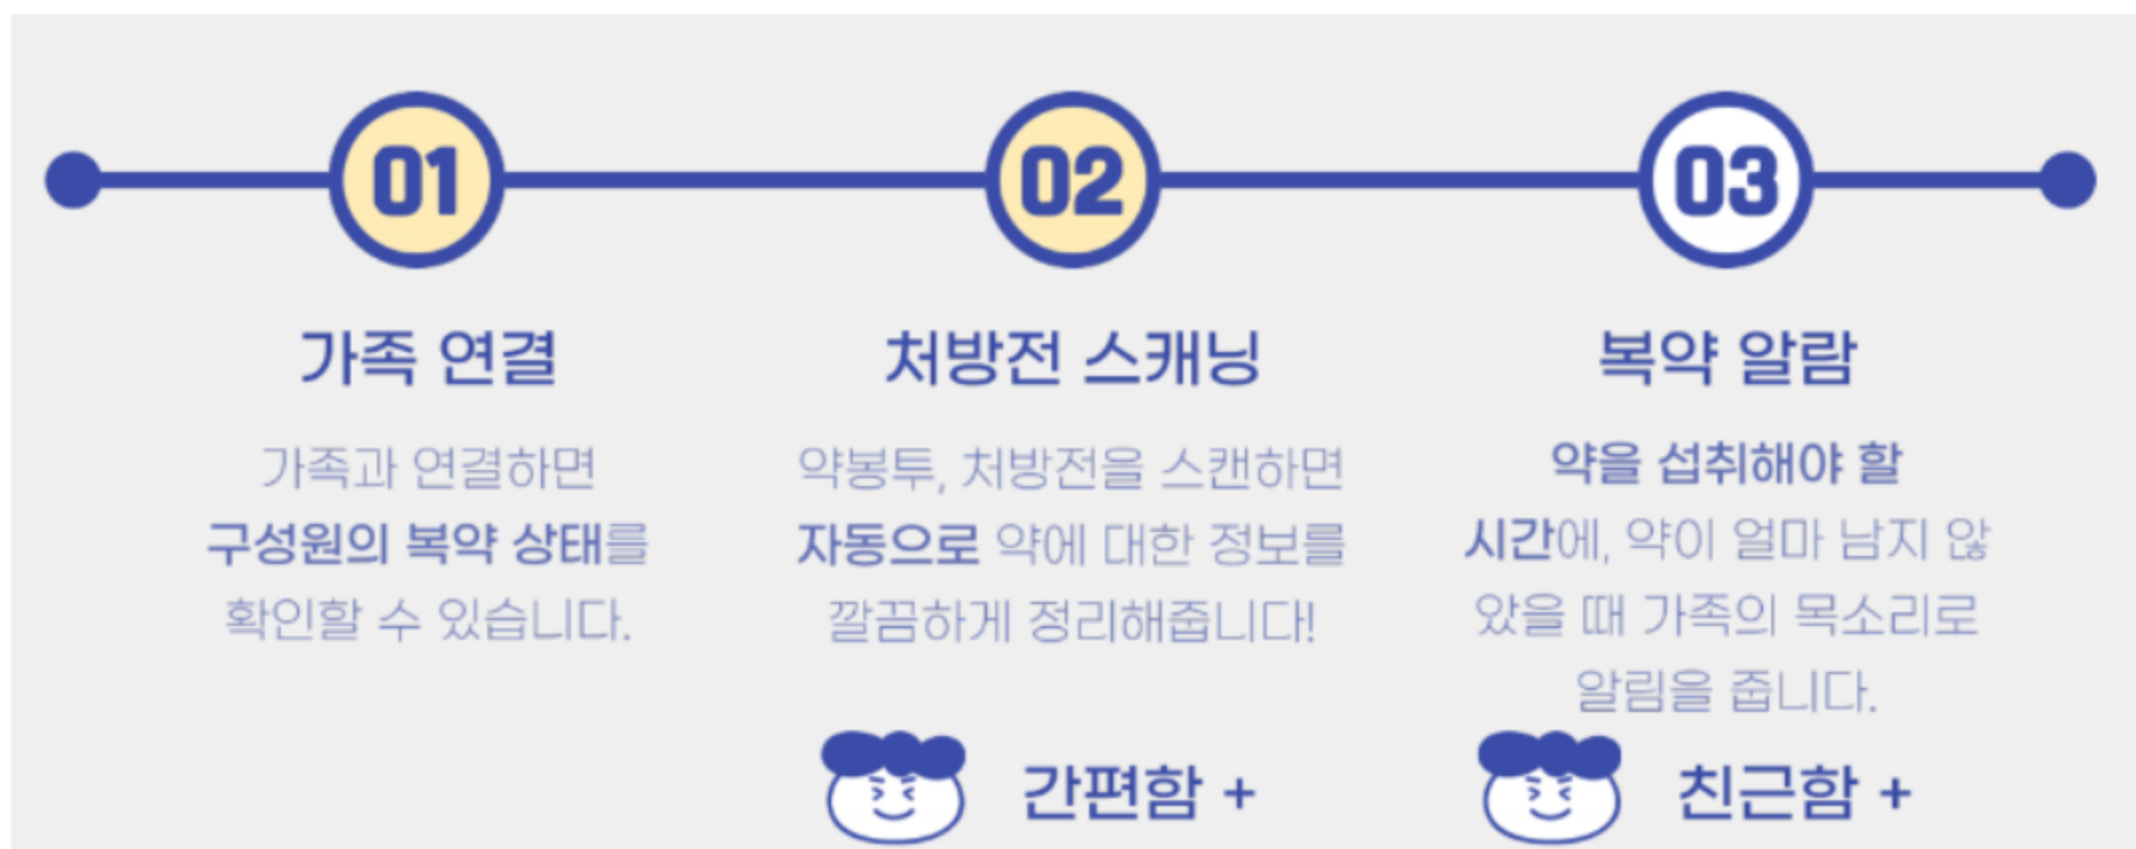 01
02
03
가족 연결
가족과 연결하면
구성원의 복약 상태를
확인할 수 있습니다.
처방전 스캐닝
약봉투, 처방전을 스캔하면
자동으로 약에 대한 정보를
깔끔하게 정리해줍니다!
간편함 +
복약 알람
약을 섭취해야 할
시간에, 약이 얼마 남지 않
았을 때 가족의 목소리로
알림을 줍니다.
친근함 +